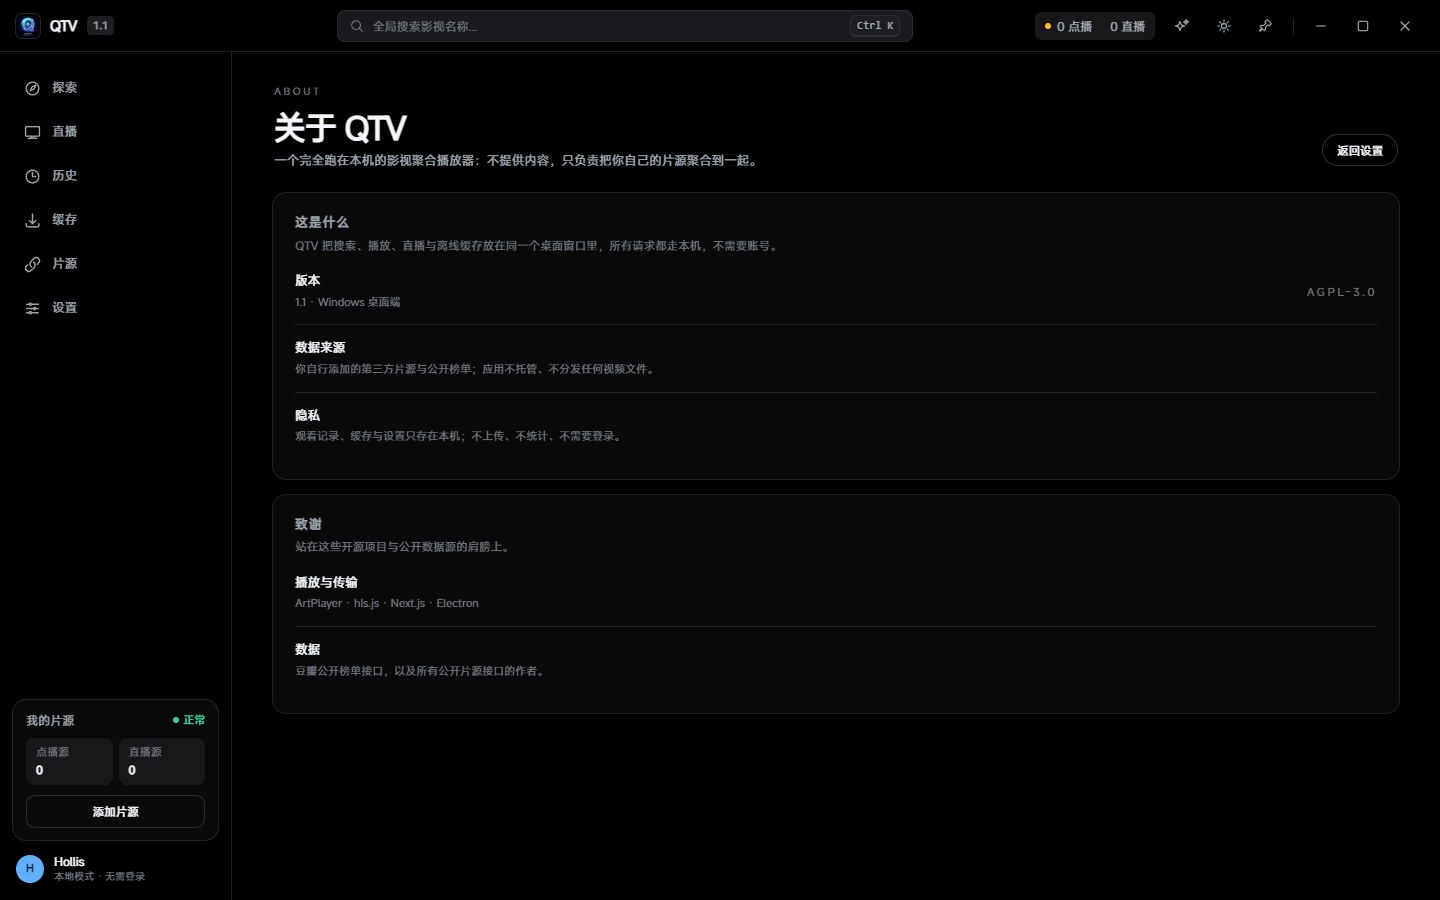 QTV 1.1
全局搜索影视名称...
Ctrl K
0 点播 · 0 直播
探索
直播
历史
缓存
片源
设置
我的片源
正常
点播源
0
直播源
0
添加片源
H
Hollis
本地模式 · 无需登录
ABOUT
关于 QTV
一个完全跑在本机的影视聚合播放器：不提供内容，只负责把你自己的片源聚合到一起。
返回设置
这是什么
QTV 把搜索、播放、直播与离线缓存放在同一个桌面窗口里，所有请求都走本机，不需要账号。
版本
1.1 · Windows 桌面端
AGPL-3.0
数据来源
你自行添加的第三方片源与公开榜单；应用不托管、不分发任何视频文件。
隐私
观看记录、缓存与设置只存在本机；不上传、不统计、不需要登录。
致谢
站在这些开源项目与公开数据源的肩膀上。
播放与传输
ArtPlayer · hls.js · Next.js · Electron
数据
豆瓣公开榜单接口，以及所有公开片源接口的作者。